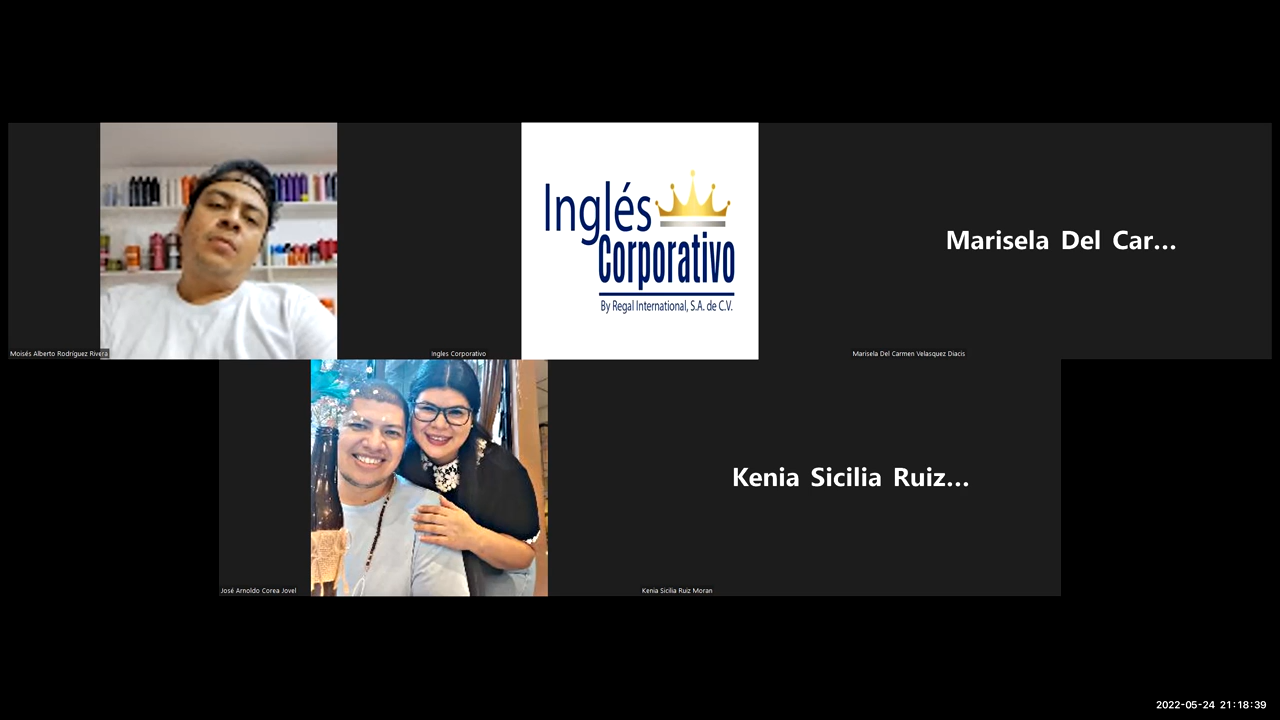 Inglés
Corporativo
By Regal International, S.A. de C.V.
Marisela Del Car...
Moisés Alberto Rodríguez Rivera
Ingles Corporativo
Marisela Del Carmen Velasquez Diacis
Kenia Sicilia Ruiz...
José Arnoldo Corea Jovel
Kenia Sicilia Ruiz Moran
2022-05-24 21:18:39